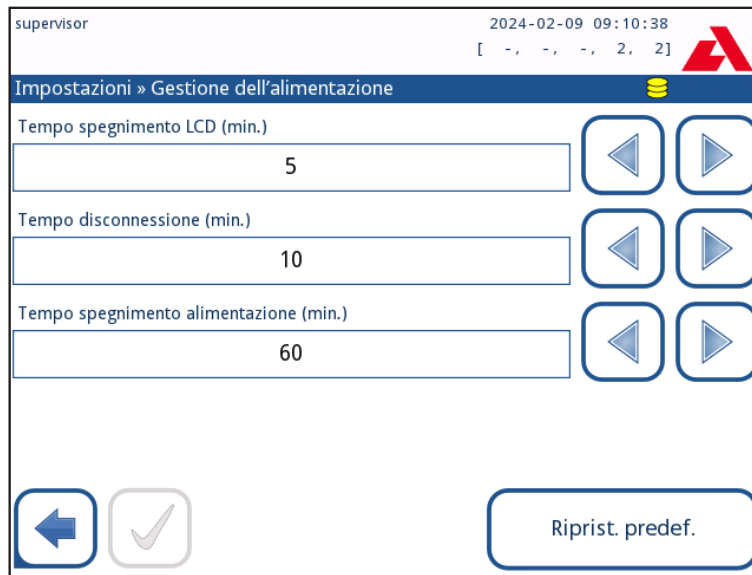 supervisor
2024-02-09 09:10:38
[ -, -, -, 2, 2]
Impostazioni » Gestione dell’alimentazione
Tempo spegnimento LCD (min.)
5
Tempo disconnessione (min.)
10
Tempo spegnimento alimentazione (min.)
60
Riprist. predef.